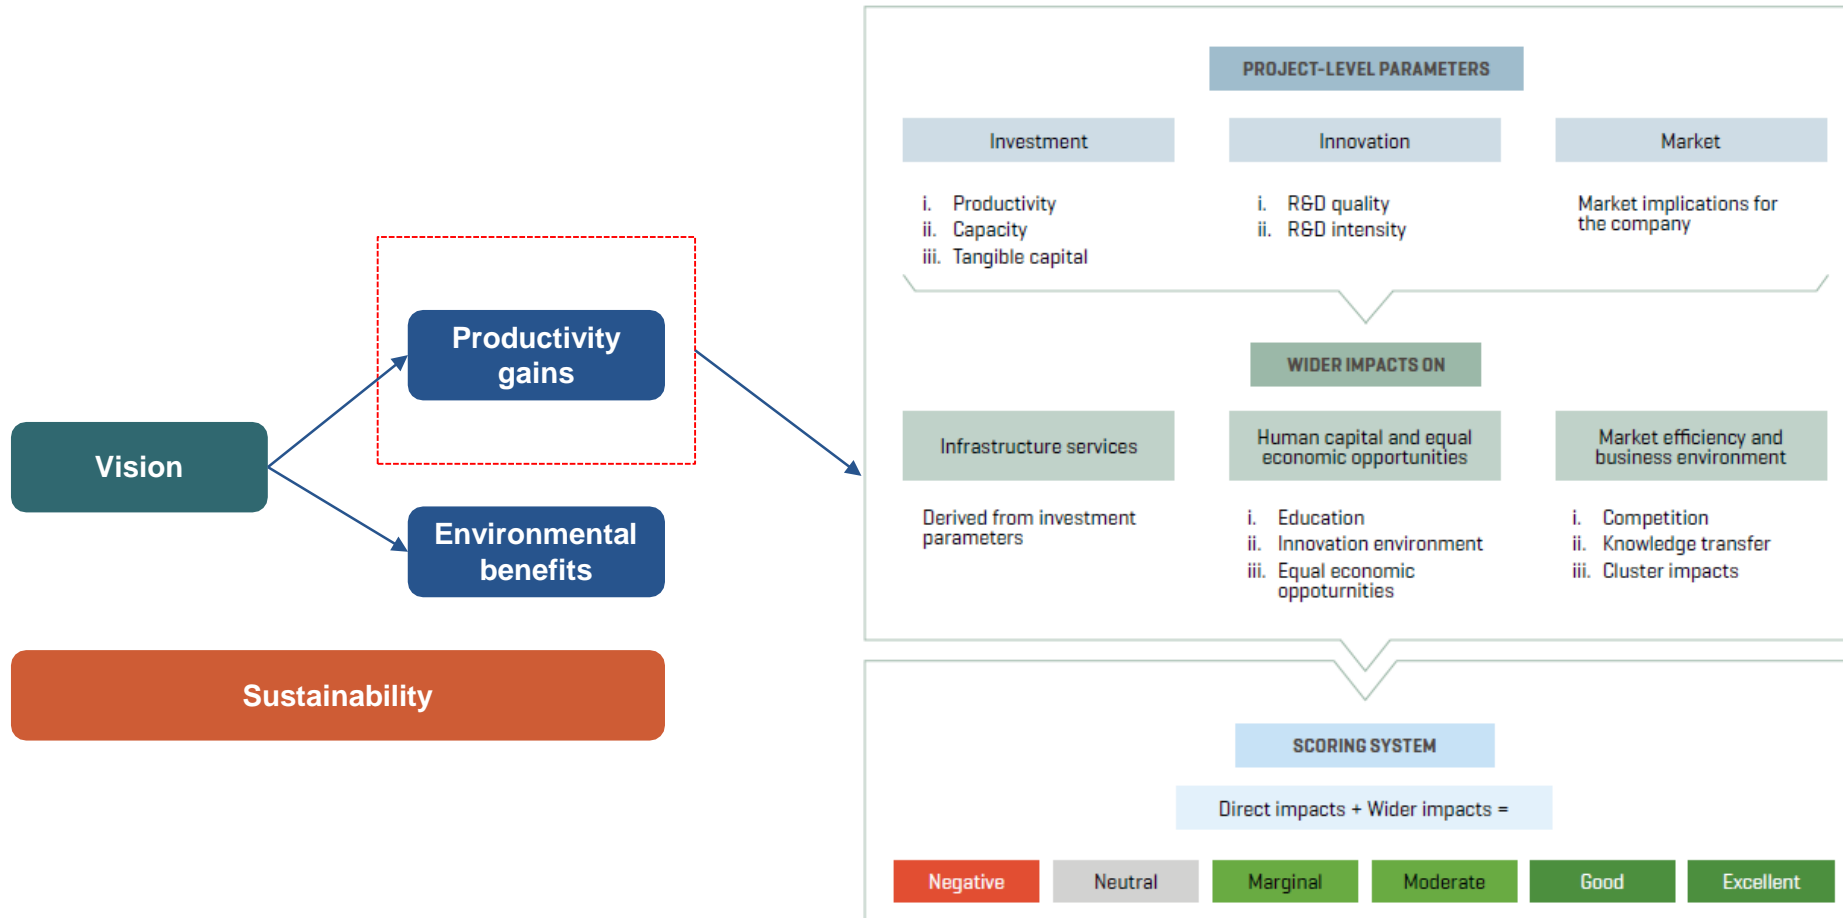 Vision
Productivity
gains
Environmental
benefits
Sustainability
PROJECT-LEVEL PARAMETERS
Investment
i. Productivity
ii. Capacity
iii. Tangible capital
Innovation
i. R&D quality
ii. R&D intensity
Market
Market implications for
the company
WIDER IMPACTS ON
Infrastructure services
Derived from investment
parameters
Human capital and equal
economic opportunities
i. Education
ii. Innovation environment
iii. Equal economic
oppoturnities
Market efficiency and
business environment
i. Competition
ii. Knowledge transfer
iii. Cluster impacts
SCORING SYSTEM
Direct impacts + Wider impacts =
Negative
Neutral
Marginal
Moderate
Good
Excellent